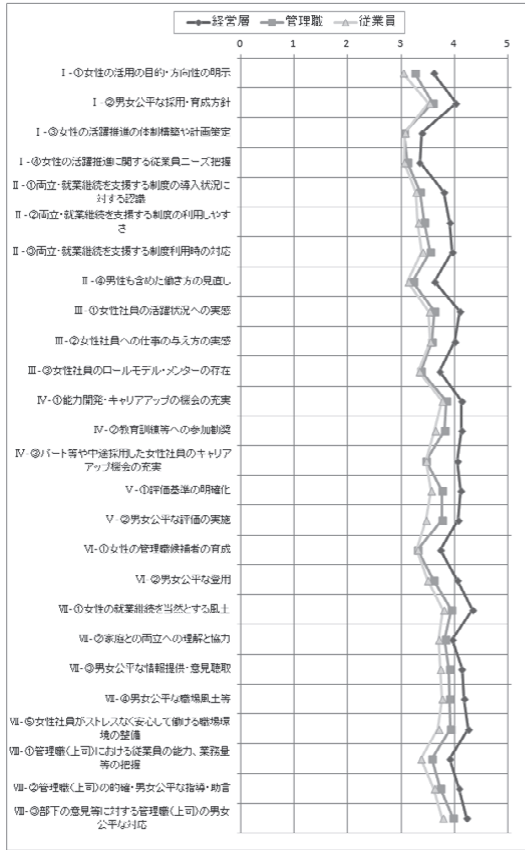 経営層 管理職 従業員
0 1 2 3 4 5
Ⅰ-①女性の活用の目的・方向性の明示
Ⅰ-②男女公平な採用・育成方針
Ⅰ-③女性の活躍推進の体制構築や計画策定
Ⅰ-④女性の活躍推進に関する従業員ニーズ把握
Ⅱ-①両立・就業継続を支援する制度の導入状況に
対する認識
Ⅱ-②両立・就業継続を支援する制度の利用しやす
さ
Ⅱ-③両立・就業継続を支援する制度利用時の対応
Ⅱ-④男性も含めた働き方の見直し
Ⅲ-①女性社員の活躍状況への実感
Ⅲ-②女性社員への仕事の与え方の実感
Ⅲ-③女性社員のロールモデル・メンターの存在
Ⅳ-①能力開発・キャリアアップの機会の充実
Ⅳ-②教育訓練等への参加勧奨
Ⅳ-③パート等や中途採用した女性社員のキャリア
アップ機会の充実
Ⅴ-①評価基準の明確化
Ⅴ-②男女公平な評価の実施
Ⅵ-①女性の管理職候補者の育成
Ⅵ-②男女公平な登用
Ⅶ-①女性の就業継続を当然とする風土
Ⅶ-②家庭との両立への理解と協力
Ⅶ-③男女公平な情報提供・意見聴取
Ⅶ-④男女公平な職場風土等
Ⅶ-⑤女性社員がストレスなく安心して働ける職場環
境の整備
Ⅷ-①管理職(上司)における従業員の能力、業務量
等の把握
Ⅷ-②管理職(上司)の的確・男女公平な指導・助言
Ⅷ-③部下の意見等に対する管理職(上司)の男女
公平な対応